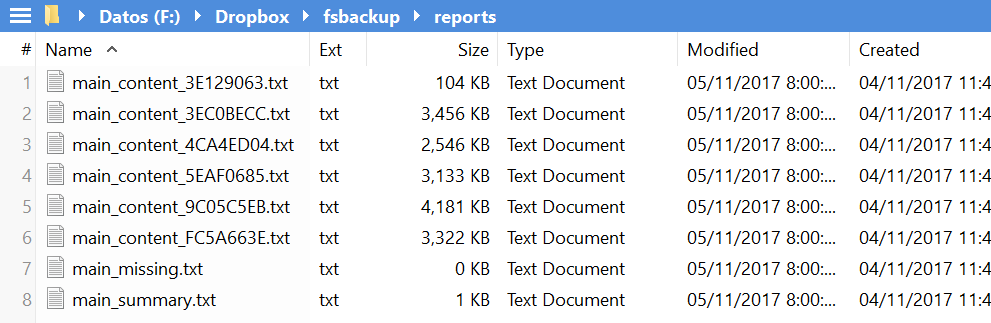 Datos (F:) Dropbox fsbackup reports
# Name Ext Size Type Modified Created
1 main_content_3E129063.txt txt 104 KB Text Document 05/11/2017 8:00:... 04/11/2017 11:4
2 main_content_3EC0BECC.txt txt 3,456 KB Text Document 05/11/2017 8:00:... 04/11/2017 11:4
3 main_content_4CA4ED04.txt txt 2,546 KB Text Document 05/11/2017 8:00:... 04/11/2017 11:4
4 main_content_5EAF0685.txt txt 3,133 KB Text Document 05/11/2017 8:00:... 04/11/2017 11:4
5 main_content_9C05C5EB.txt txt 4,181 KB Text Document 05/11/2017 8:00:... 04/11/2017 11:4
6 main_content_FC5A663E.txt txt 3,322 KB Text Document 05/11/2017 8:00:... 04/11/2017 11:4
7 main_missing.txt txt 0 KB Text Document 05/11/2017 8:00:... 04/11/2017 11:4
8 main_summary.txt txt 1 KB Text Document 05/11/2017 8:00:... 04/11/2017 11:4